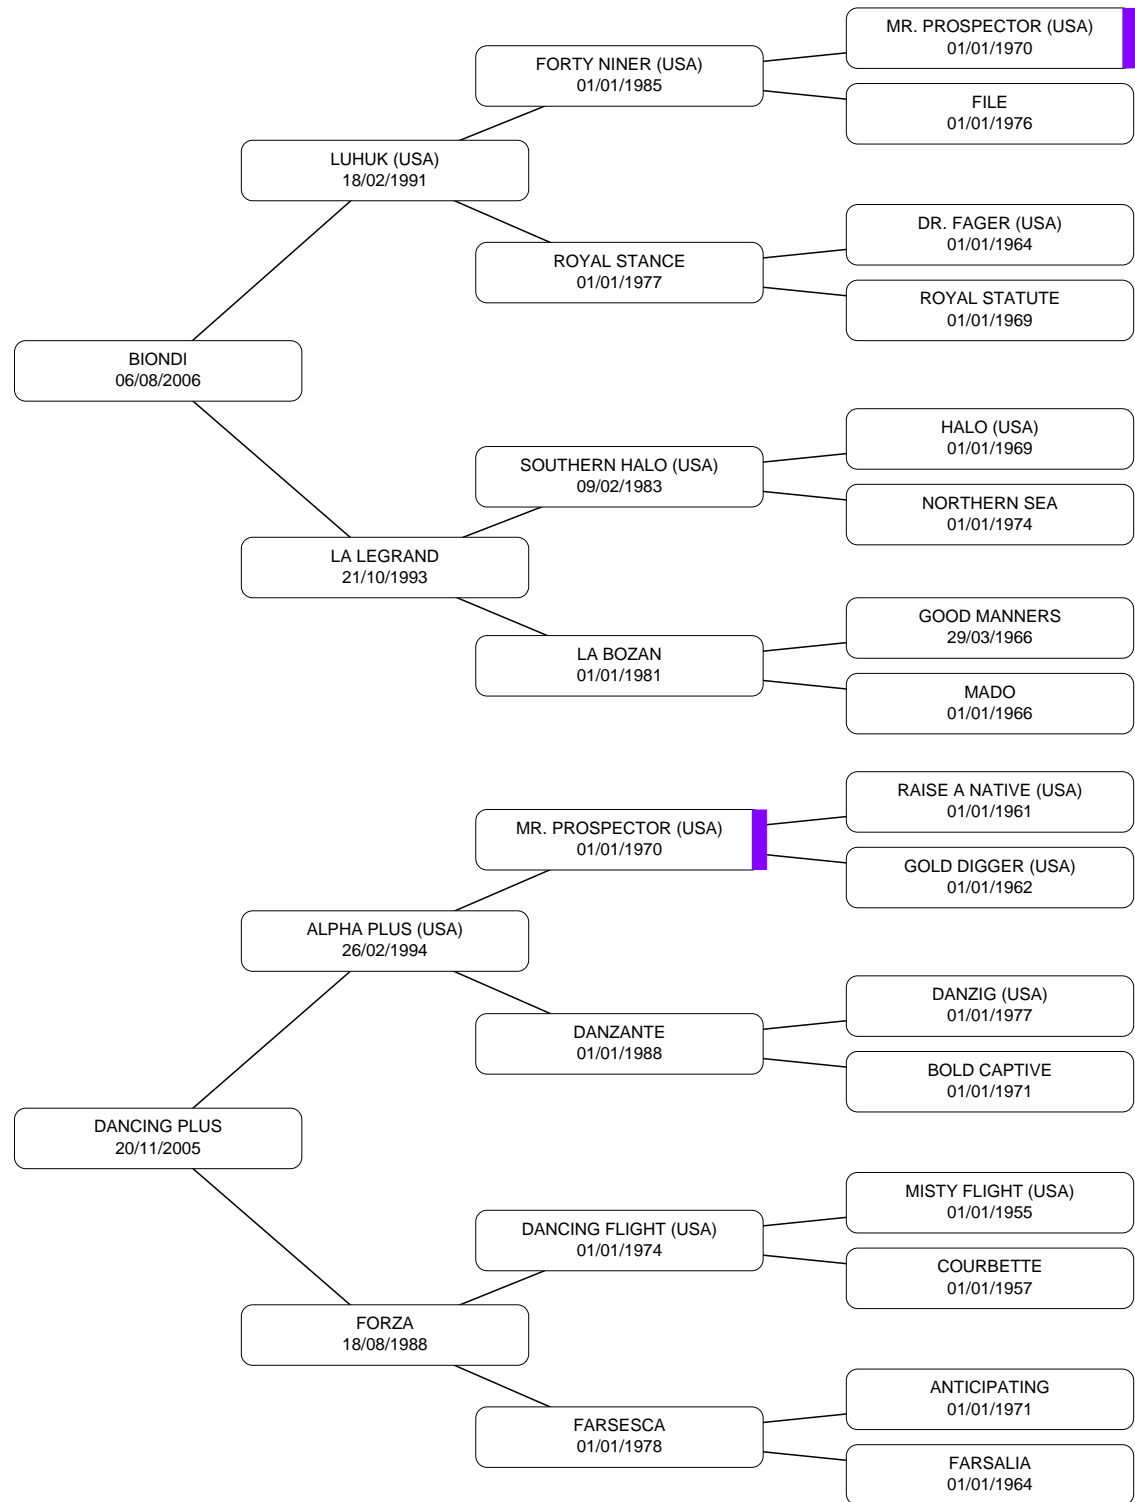 MR. PROSPECTOR (USA)
01/01/1970
FORTY NINER (USA)
01/01/1985
FILE
01/01/1976
LUHUK (USA)
18/02/1991
DR. FAGER (USA)
01/01/1964
ROYAL STANCE
01/01/1977
ROYAL STATUTE
01/01/1969
BIONDI
06/08/2006
HALO (USA)
01/01/1969
SOUTHERN HALO (USA)
09/02/1983
NORTHERN SEA
01/01/1974
LA LEGRAND
21/10/1993
GOOD MANNERS
29/03/1966
LA BOZAN
01/01/1981
MADO
01/01/1966
RAISE A NATIVE (USA)
01/01/1961
MR. PROSPECTOR (USA)
01/01/1970
GOLD DIGGER (USA)
01/01/1962
ALPHA PLUS (USA)
26/02/1994
DANZIG (USA)
01/01/1977
DANZANTE
01/01/1988
BOLD CAPTIVE
01/01/1971
DANCING PLUS
20/11/2005
MISTY FLIGHT (USA)
01/01/1955
DANCING FLIGHT (USA)
01/01/1974
COURBETTE
01/01/1957
FORZA
18/08/1988
ANTICIPATING
01/01/1971
FARSESCA
01/01/1978
FARSALIA
01/01/1964